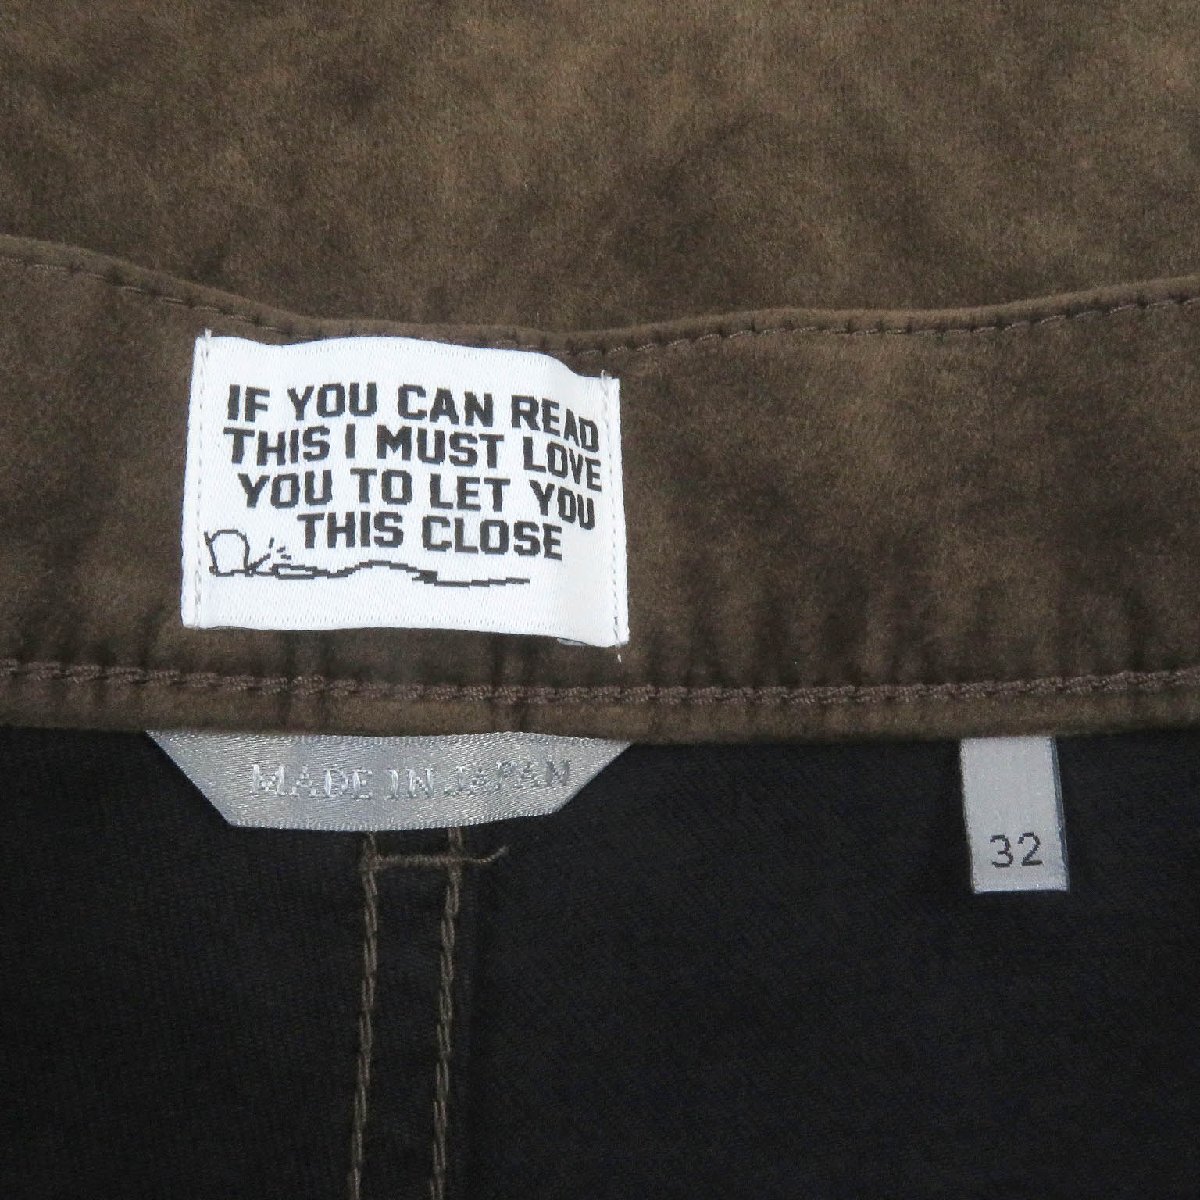 IF YOU CAN READ
THIS I MUST LOVE
YOU TO LET YOU
THIS CLOSE
MADE IN JAPAN
32